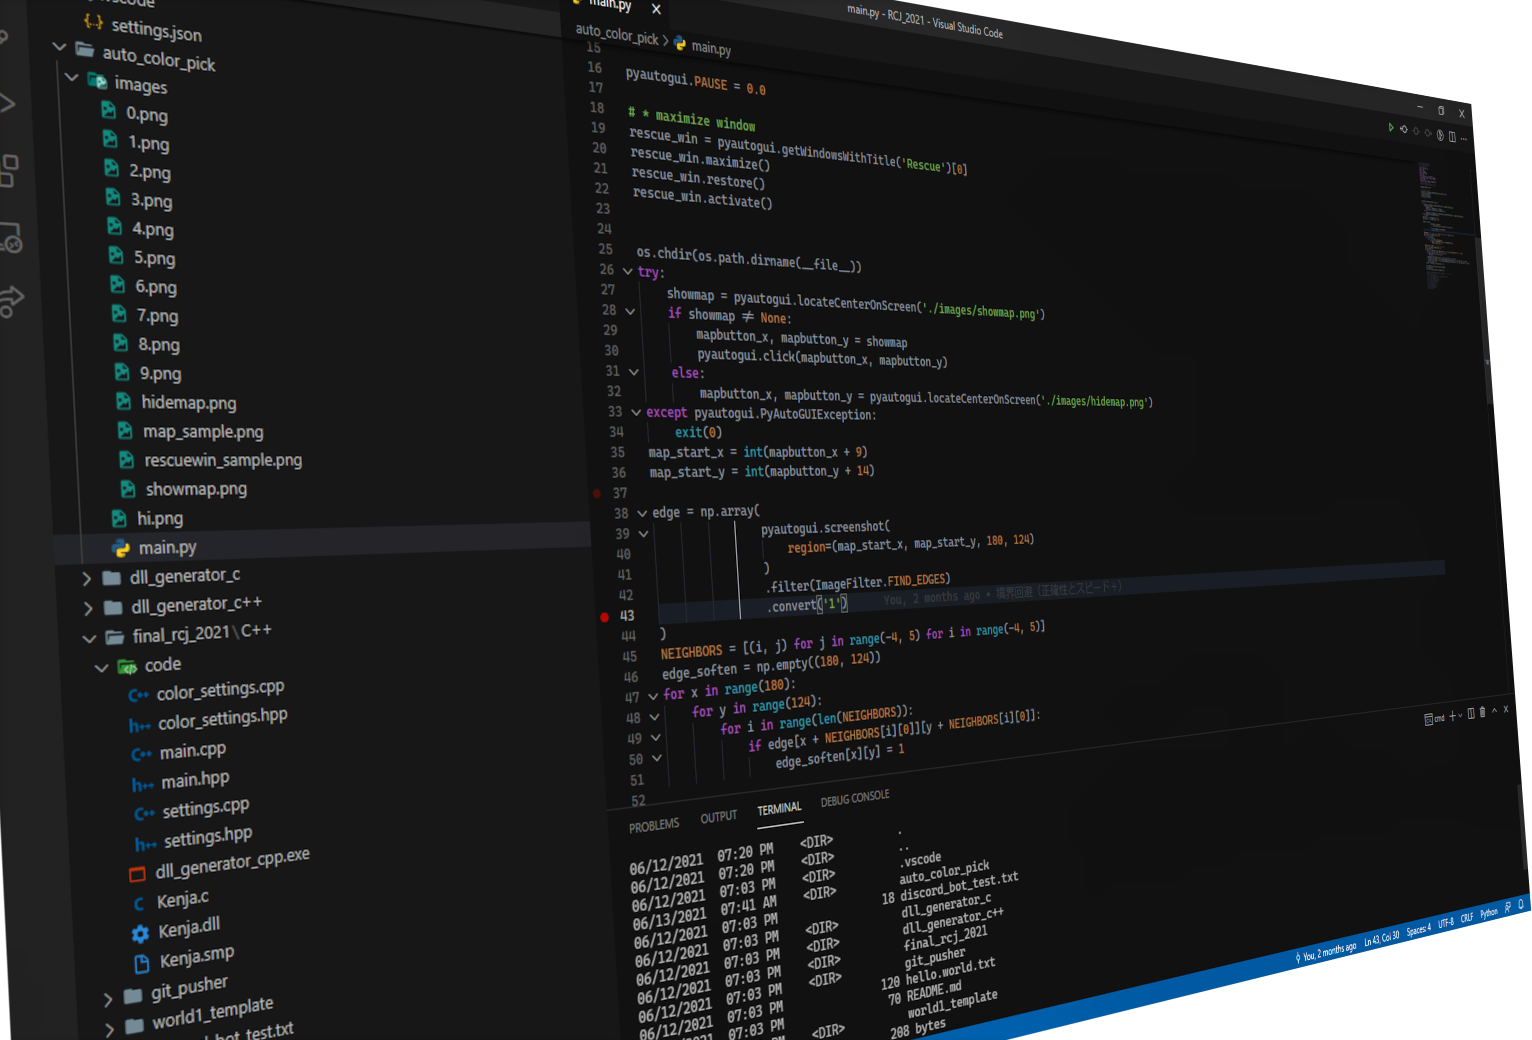 .vscode
settings.json
auto_color_pick
images
0.png
1.png
2.png
3.png
4.png
5.png
6.png
7.png
8.png
9.png
hidemap.png
map_sample.png
rescuewin_sample.png
showmap.png
hi.png
main.py
dll_generator_c
dll_generator_c++
final_rcj_2021\C++
code
color_settings.cpp
color_settings.hpp
main.cpp
main.hpp
settings.cpp
settings.hpp
dll_generator_cpp.exe
Kenja.c
Kenja.dll
Kenja.smp
git_pusher
world1_template
bot_test.txt
main.py
main.py - RCJ_2021 - Visual Studio Code
auto_color_pick > main.py
15
16 pyautogui.PAUSE = 0.0
17
18 # * maximize window
19 rescue_win = pyautogui.getWindowsWithTitle('Rescue')[0]
20 rescue_win.maximize()
21 rescue_win.restore()
22 rescue_win.activate()
23
24
25 os.chdir(os.path.dirname(__file__))
26 try:
27 showmap = pyautogui.locateCenterOnScreen('./images/showmap.png')
28 if showmap ≠ None:
29 mapbutton_x, mapbutton_y = showmap
30 pyautogui.click(mapbutton_x, mapbutton_y)
31 else:
32 mapbutton_x, mapbutton_y = pyautogui.locateCenterOnScreen('./images/hidemap.png')
33 except pyautogui.PyAutoGUIException:
34 exit(0)
35 map_start_x = int(mapbutton_x + 9)
36 map_start_y = int(mapbutton_y + 14)
37
38 edge = np.array(
39 pyautogui.screenshot(
40 region=(map_start_x, map_start_y, 180, 124)
41 )
42 .filter(ImageFilter.FIND_EDGES)
43 .convert('1') You, 2 months ago • 境界回避（正確性とスピード+）
44 )
45 NEIGHBORS = [(i, j) for j in range(-4, 5) for i in range(-4, 5)]
46 edge_soften = np.empty((180, 124))
47 for x in range(180):
48 for y in range(124):
49 for i in range(len(NEIGHBORS)):
50 if edge[x + NEIGHBORS[i][0]][y + NEIGHBORS[i][0]]:
51 edge_soften[x][y] = 1
52
PROBLEMS OUTPUT TERMINAL DEBUG CONSOLE
cmd
06/12/2021 07:20 PM <DIR> .
06/12/2021 07:20 PM <DIR> ..
06/12/2021 07:03 PM <DIR> .vscode
06/13/2021 07:41 AM <DIR> auto_color_pick
06/12/2021 07:03 PM 18 discord_bot_test.txt
06/12/2021 07:03 PM <DIR> dll_generator_c
06/12/2021 07:03 PM <DIR> dll_generator_c++
06/12/2021 07:03 PM <DIR> final_rcj_2021
06/12/2021 07:03 PM <DIR> git_pusher
06/12/2021 07:03 PM 120 hello.world.txt
06/12/2021 07:03 PM 70 README.md
07:03 PM <DIR> world1_template
208 bytes
You, 2 months ago Ln 43, Col 30 Spaces: 4 UTF-8 CRLF Python